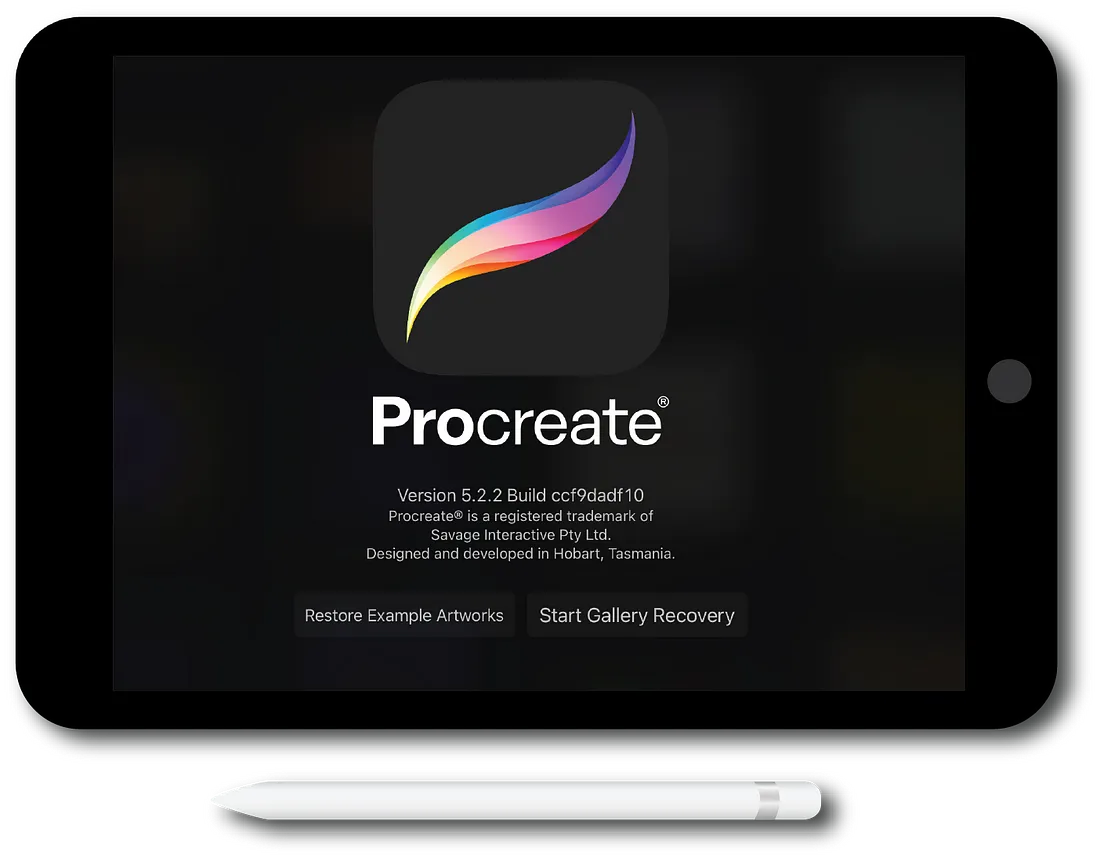 Procreate®
Version 5.2.2 Build ccf9dadf10
Procreate® is a registered trademark of
Savage Interactive Pty Ltd.
Designed and developed in Hobart, Tasmania.
Restore Example Artworks
Start Gallery Recovery